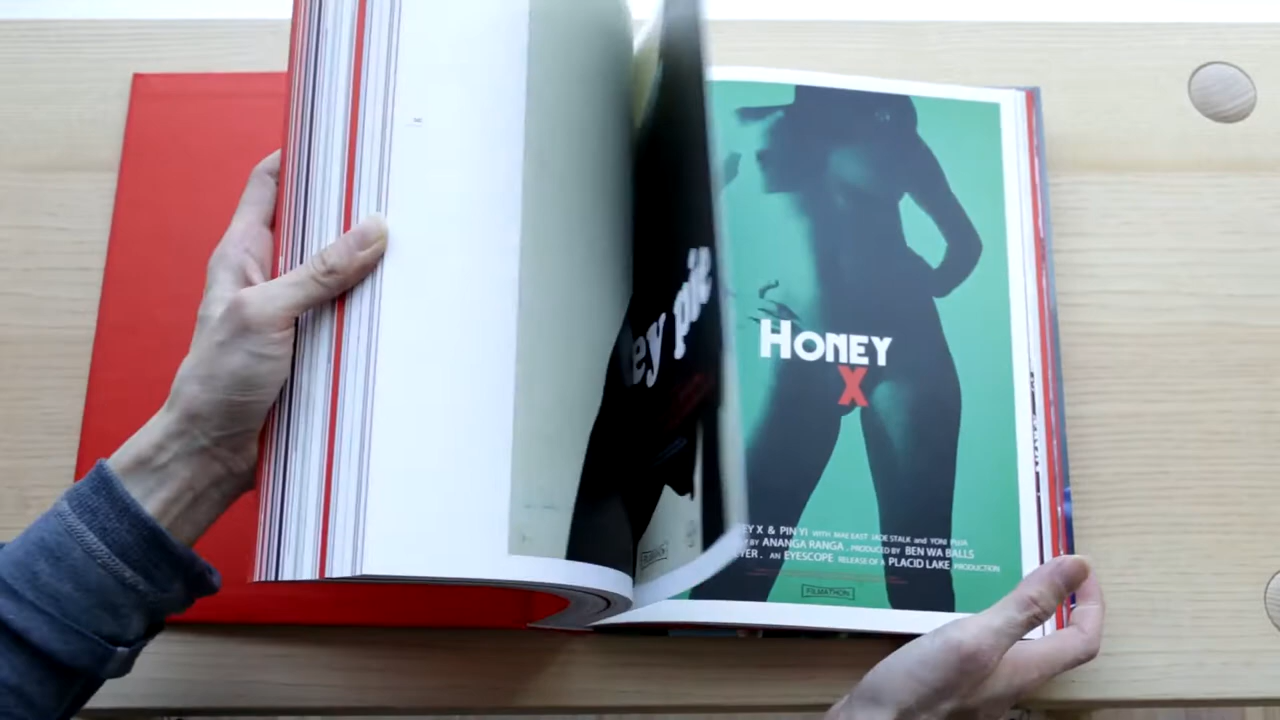 ey pie
HONEY
X
EY X & PIN YI WITH MAE EAST JADE STALK and YONI PUJA
BY ANANGA RANGA . PRODUCED BY BEN WA BALLS
YER . AN EYESCOPE RELEASE OF A PLACID LAKE PRODUCTION
FILMATHON